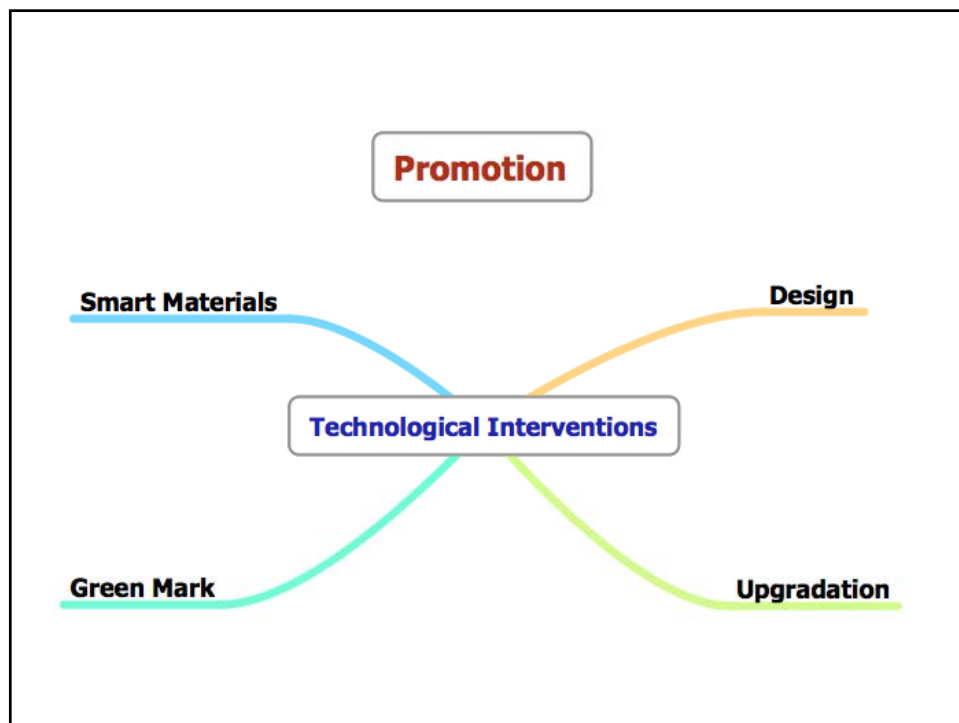 Promotion
Smart Materials
Design
Technological Interventions
Green Mark
Upgradation